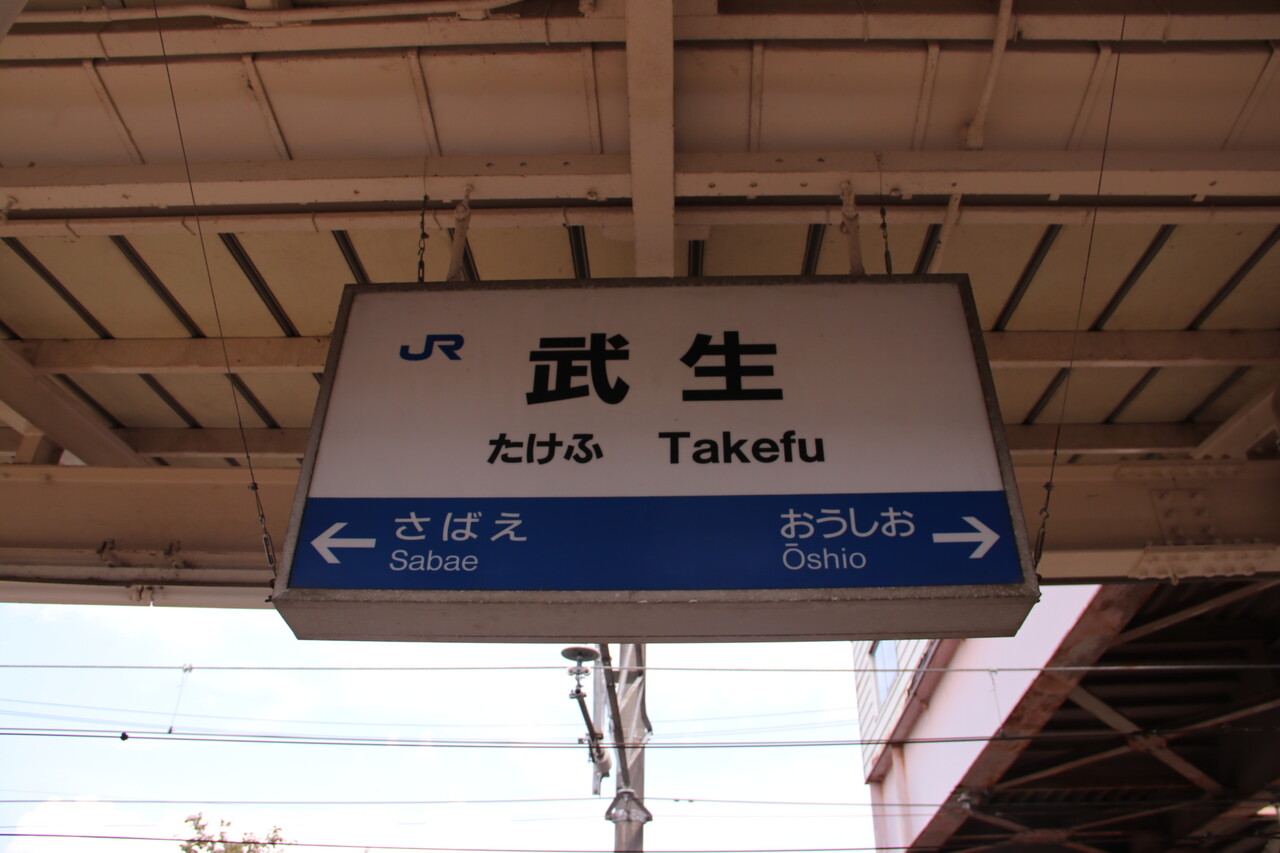 JR 武生
たけふ Takefu
← さばえ おうしお →
Sabae Ōshio